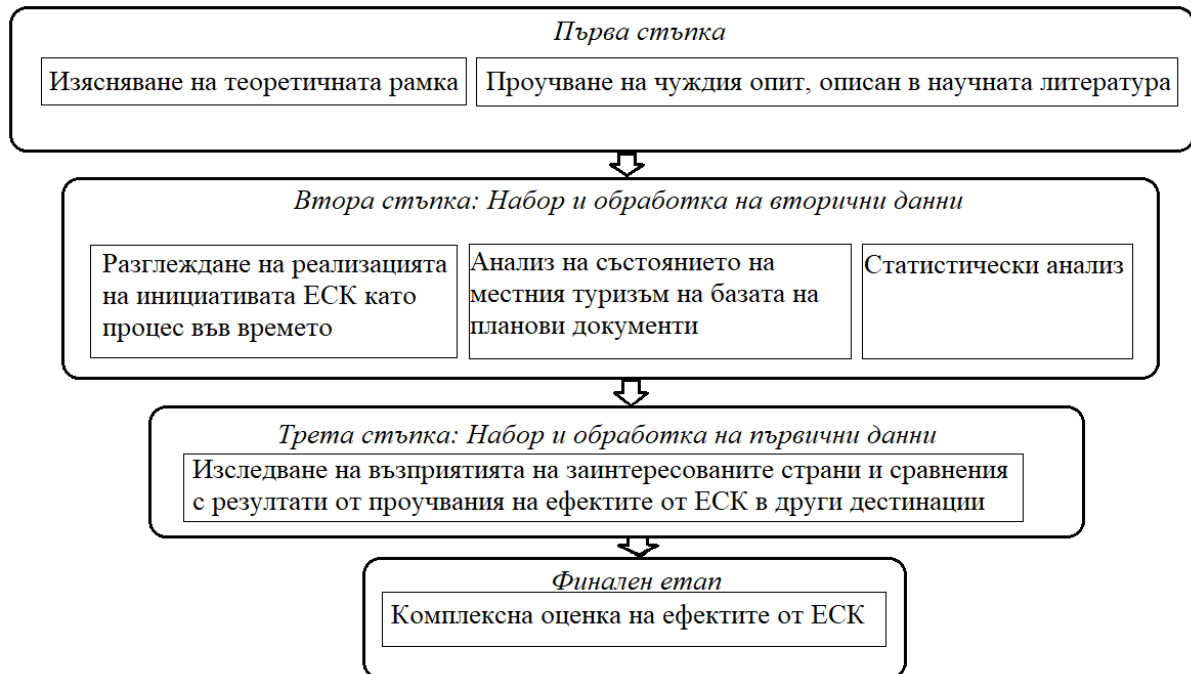 Първа стъпка
Изясняване на теоретичната рамка
Проучване на чуждия опит, описан в научната литература
Втора стъпка: Набор и обработка на вторични данни
Разглеждане на реализацията
на инициативата ЕСК като
процес във времето
Анализ на състоянието на
местния туризъм на базата на
планови документи
Статистически анализ
Трета стъпка: Набор и обработка на първични данни
Изследване на възприятията на заинтересованите страни и сравнения
с резултати от проучвания на ефектите от ЕСК в други дестинации
Финален етап
Комплексна оценка на ефектите от ЕСК